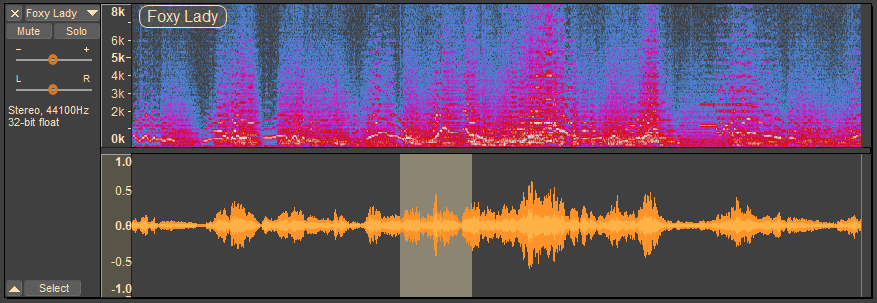 Foxy Lady
Mute Solo
- +
L R
Stereo, 44100Hz
32-bit float
Select
Foxy Lady
8k
6k
5k
4k
3k
2k
0k
1.0
0.5
0.0
-0.5
-1.0